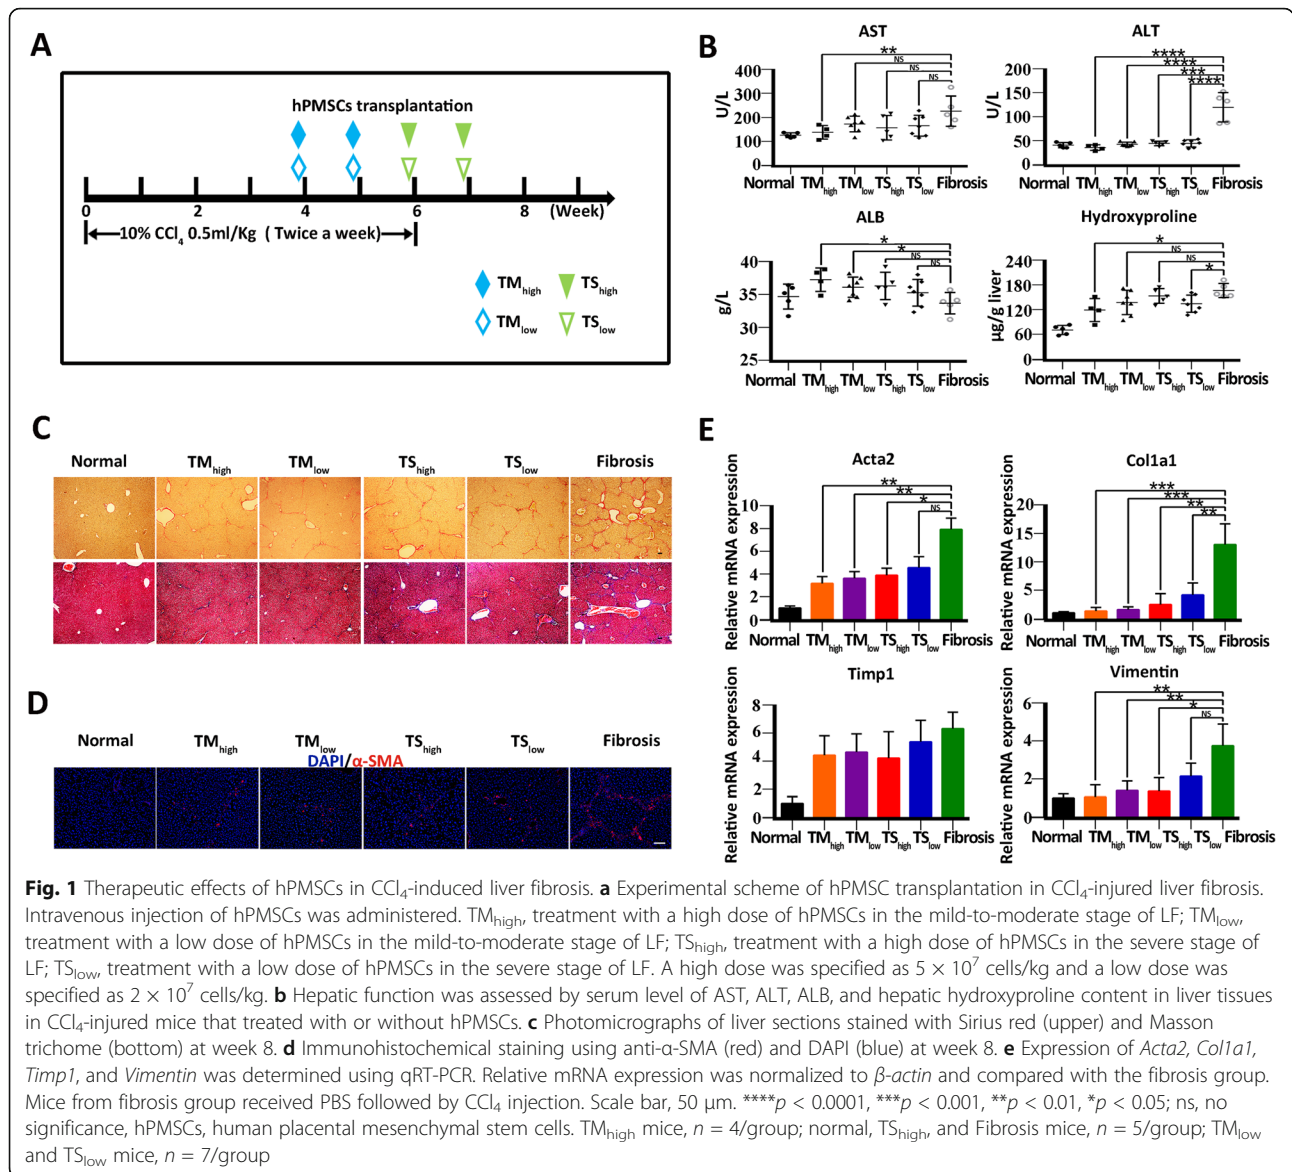 A
hPMSCs transplantation
0 2 4 6 8 (Week)
10% CCl4 0.5ml/Kg ( Twice a week)
TMhigh TShigh
TMlow TSlow
B
AST
**
NS
NS
NS
U/L
400
300
200
100
0
Normal TMhigh TMlow TShigh TSlow Fibrosis
ALT
****
****
***
****
U/L
200
150
100
50
0
Normal TMhigh TMlow TShigh TSlow Fibrosis
ALB
*
*
NS
NS
g/L
40
35
30
25
Normal TMhigh TMlow TShigh TSlow Fibrosis
Hydroxyproline
*
NS
NS
*
µg/g liver
240
180
120
60
0
Normal TMhigh TMlow TShigh TSlow Fibrosis
C
Normal TMhigh TMlow TShigh TSlow Fibrosis
D
Normal TMhigh TMlow TShigh TSlow Fibrosis
DAPI/α-SMA
E
Acta2
**
**
*
NS
Relative mRNA expression
10
8
6
4
2
0
Normal TMhigh TMlow TShigh TSlow Fibrosis
Col1a1
***
***
**
**
Relative mRNA expression
20
15
10
5
0
Normal TMhigh TMlow TShigh TSlow Fibrosis
Timp1
Relative mRNA expression
8
6
4
2
0
Normal TMhigh TMlow TShigh TSlow Fibrosis
Vimentin
**
**
*
NS
Relative mRNA expression
6
4
2
0
Normal TMhigh TMlow TShigh TSlow Fibrosis
Fig. 1 Therapeutic effects of hPMSCs in CCl4-induced liver fibrosis. a Experimental scheme of hPMSC transplantation in CCl4-injured liver fibrosis.
Intravenous injection of hPMSCs was administered. TMhigh, treatment with a high dose of hPMSCs in the mild-to-moderate stage of LF; TMlow,
treatment with a low dose of hPMSCs in the mild-to-moderate stage of LF; TShigh, treatment with a high dose of hPMSCs in the severe stage of
LF; TSlow, treatment with a low dose of hPMSCs in the severe stage of LF. A high dose was specified as 5 × 10⁷ cells/kg and a low dose was
specified as 2 × 10⁷ cells/kg. b Hepatic function was assessed by serum level of AST, ALT, ALB, and hepatic hydroxyproline content in liver tissues
in CCl4-injured mice that treated with or without hPMSCs. c Photomicrographs of liver sections stained with Sirius red (upper) and Masson
trichome (bottom) at week 8. d Immunohistochemical staining using anti-α-SMA (red) and DAPI (blue) at week 8. e Expression of Acta2, Col1a1,
Timp1, and Vimentin was determined using qRT-PCR. Relative mRNA expression was normalized to β-actin and compared with the fibrosis group.
Mice from fibrosis group received PBS followed by CCl4 injection. Scale bar, 50 μm. ****p < 0.0001, ***p < 0.001, **p < 0.01, *p < 0.05; ns, no
significance, hPMSCs, human placental mesenchymal stem cells. TMhigh mice, n = 4/group; normal, TShigh, and Fibrosis mice, n = 5/group; TMlow
and TSlow mice, n = 7/group